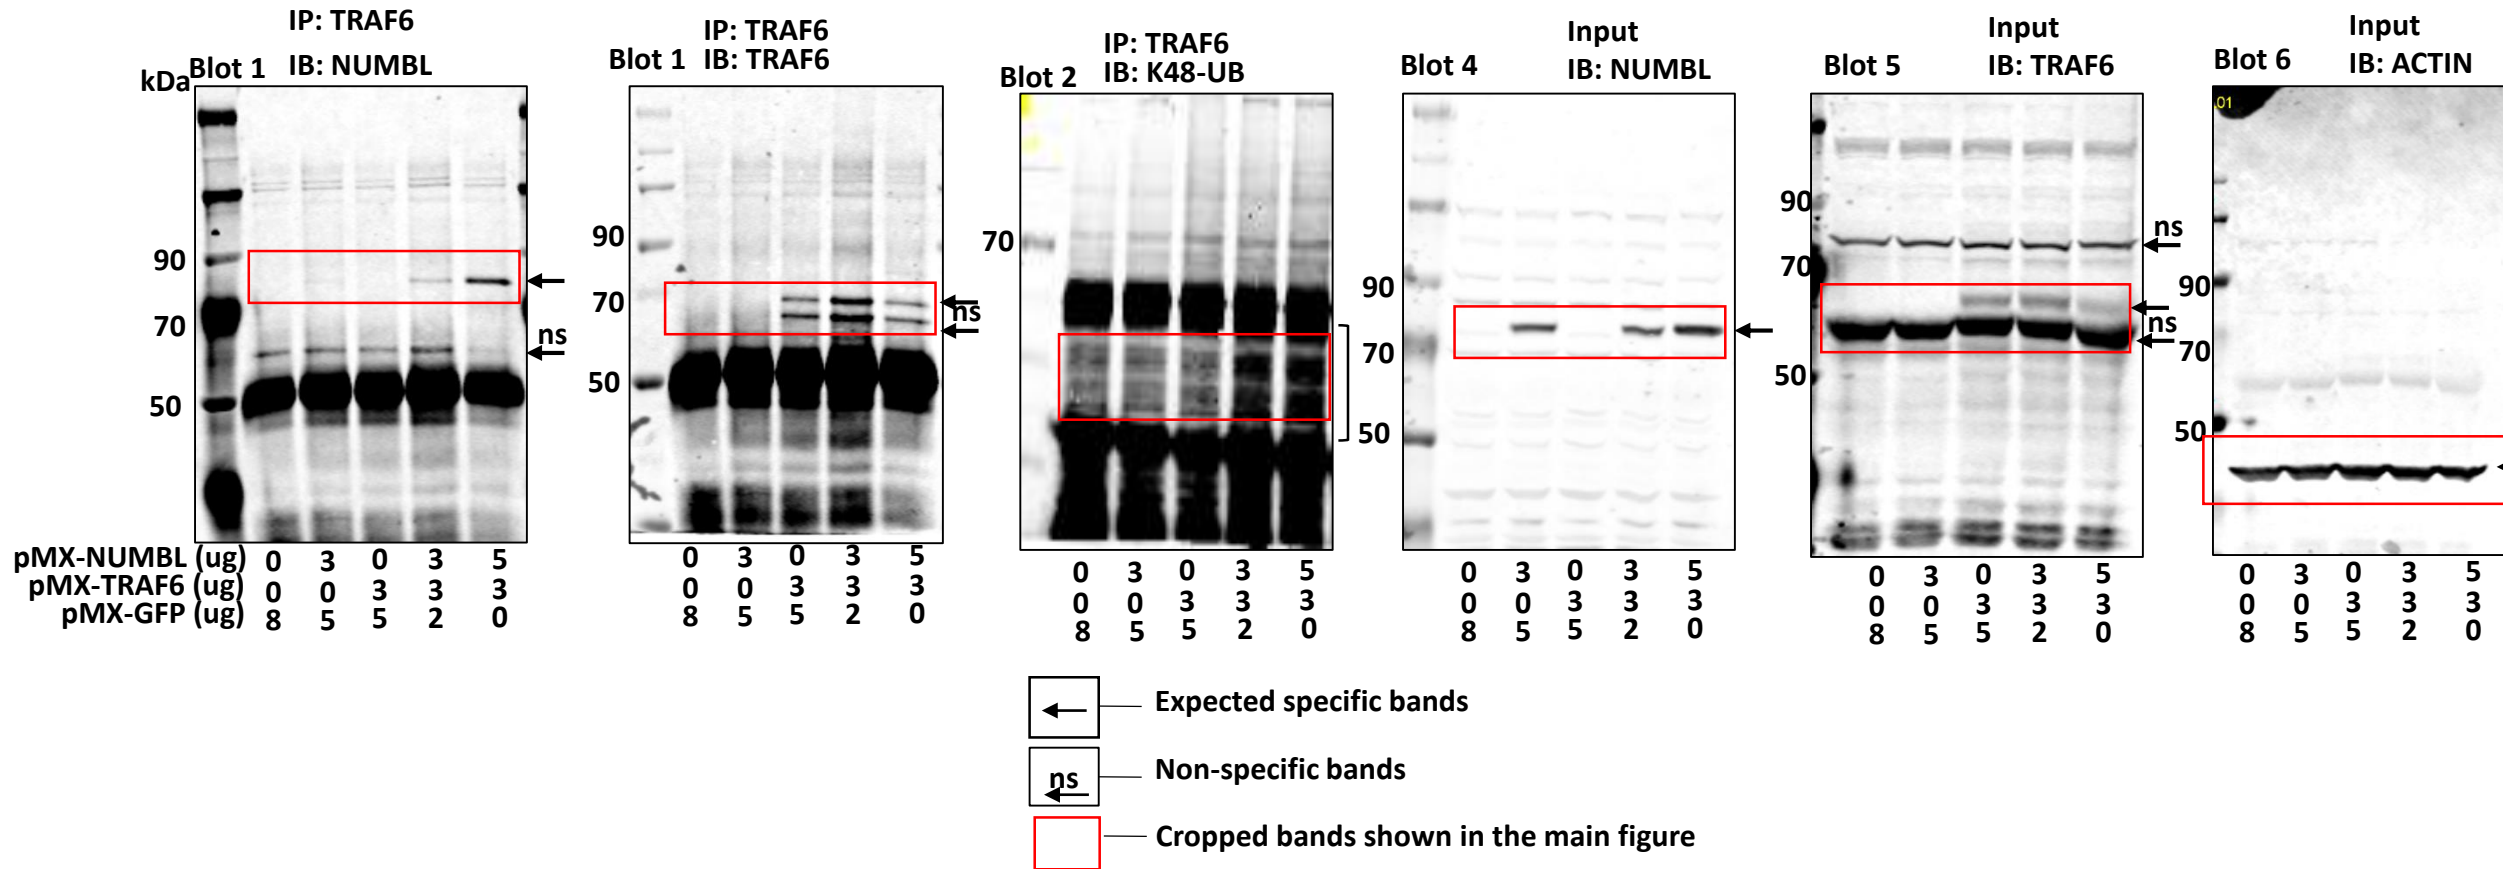 IP: TRAF6
kDa Blot 1 IB: NUMBL
90
70
ns
50
IP: TRAF6
Blot 1 IB: TRAF6
90
70
ns
50
IP: TRAF6
Blot 2 IB: K48-UB
70
Input
Blot 4 IB: NUMBL
90
70
50
Input
Blot 5 IB: TRAF6
90
ns
70
ns
50
Input
Blot 6 IB: ACTIN
01
90
70
50
pMX-NUMBL (ug) 0 3 0 3 5
pMX-TRAF6 (ug) 0 0 3 3 3
pMX-GFP (ug) 8 5 5 2 0
0 3 0 3 5
0 0 3 3 3
8 5 5 2 0
0 3 0 3 5
0 0 3 3 3
8 5 5 2 0
0 3 0 3 5
0 0 3 3 3
8 5 5 2 0
0 3 0 3 5
0 0 3 3 3
8 5 5 2 0
0 3 0 3 5
0 0 3 3 3
8 5 5 2 0
Expected specific bands
ns Non-specific bands
Cropped bands shown in the main figure